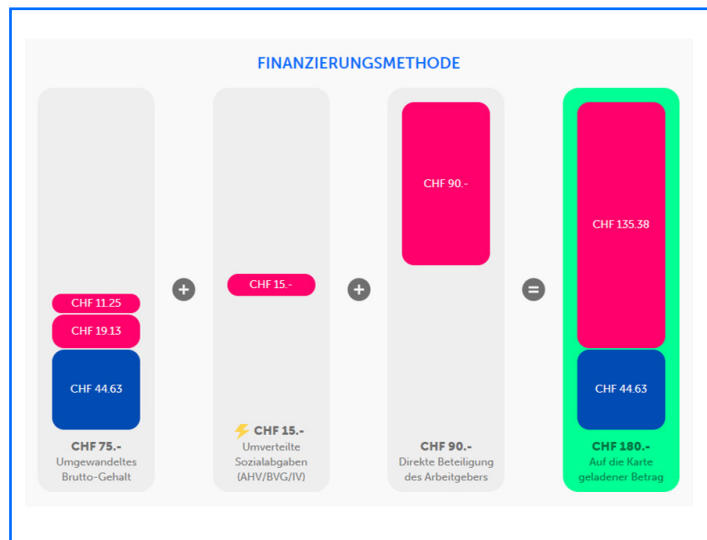 FINANZIERUNGSMETHODE
CHF 11.25
CHF 19.13
CHF 44.63
CHF 75.-
Umgewandeltes
Brutto-Gehalt
+
CHF 15.-
⚡ CHF 15.-
Umverteilte
Sozialabgaben
(AHV/BVG/IV)
+
CHF 90.-
CHF 90.-
Direkte Beteiligung
des Arbeitgebers
=
CHF 135.38
CHF 44.63
CHF 180.-
Auf die Karte
geladener Betrag